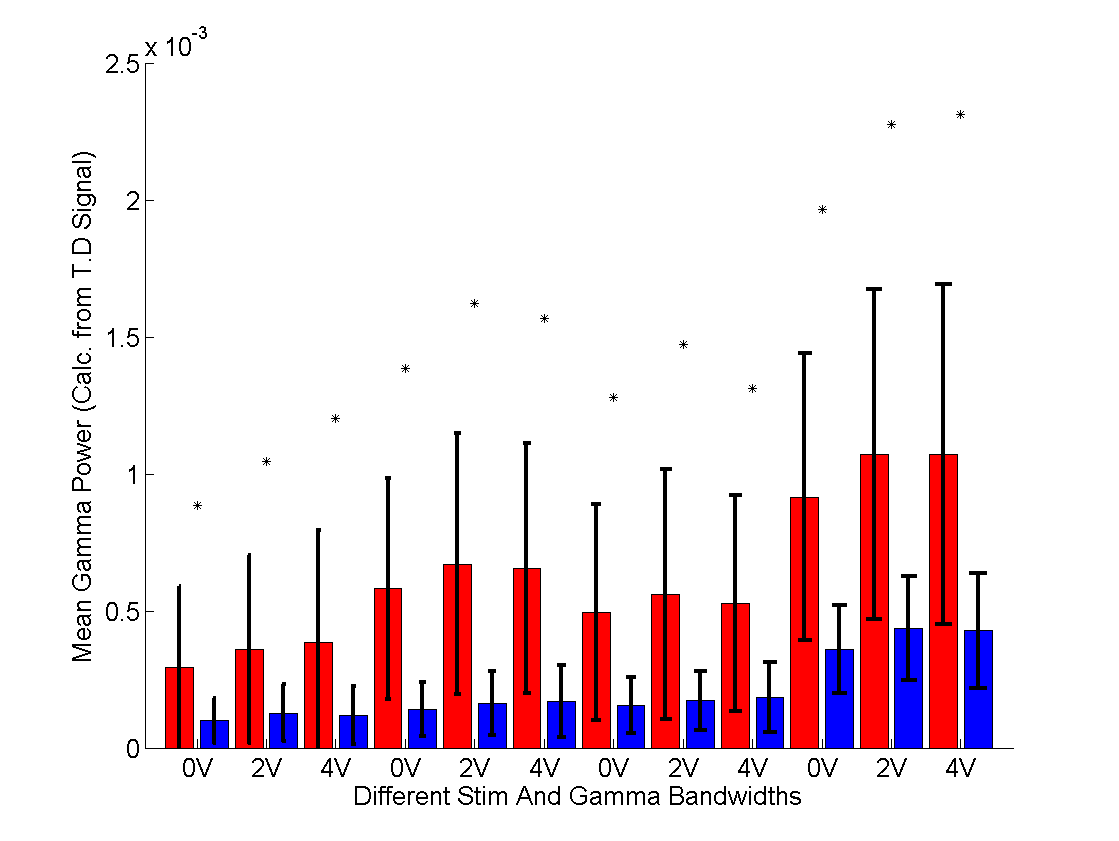 x 10-3
2.5
2
1.5
1
0.5
0
Mean Gamma Power (Calc. from T.D Signal)
0V 2V 4V 0V 2V 4V 0V 2V 4V 0V 2V 4V
Different Stim And Gamma Bandwidths